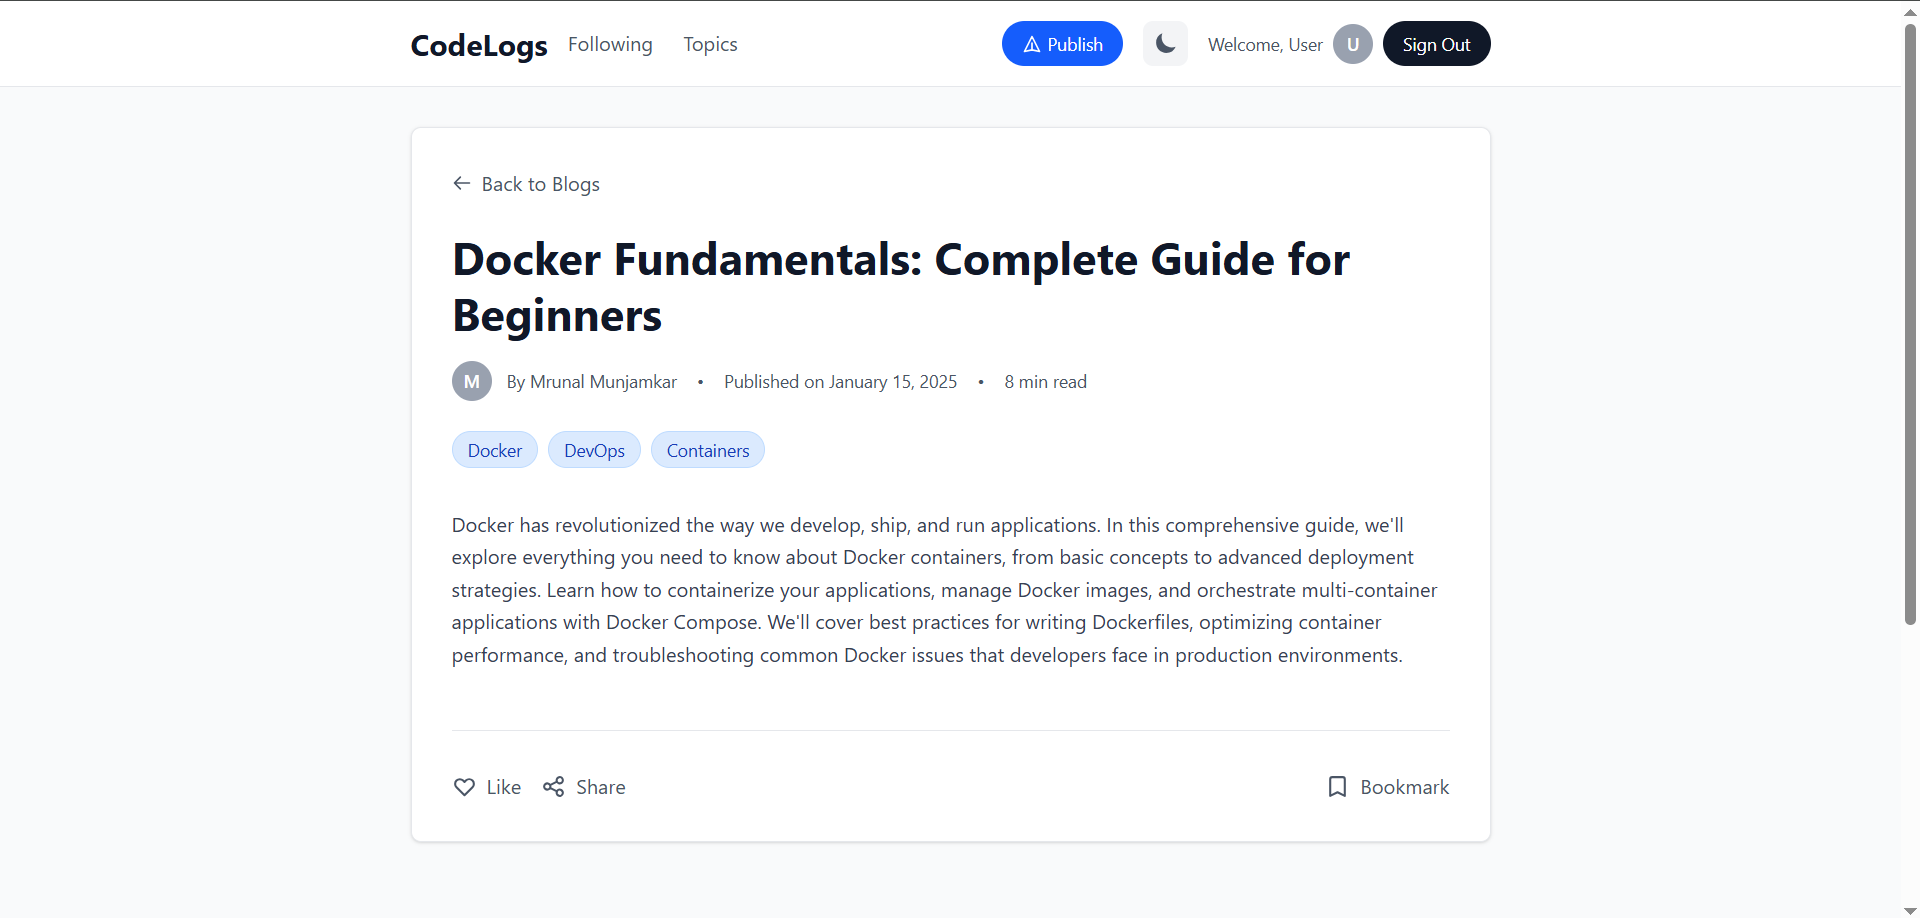 CodeLogs Following Topics Publish Welcome, User U Sign Out
Back to Blogs
Docker Fundamentals: Complete Guide for
Beginners
M By Mrunal Munjamkar • Published on January 15, 2025 • 8 min read
Docker DevOps Containers
Docker has revolutionized the way we develop, ship, and run applications. In this comprehensive guide, we'll
explore everything you need to know about Docker containers, from basic concepts to advanced deployment
strategies. Learn how to containerize your applications, manage Docker images, and orchestrate multi-container
applications with Docker Compose. We'll cover best practices for writing Dockerfiles, optimizing container
performance, and troubleshooting common Docker issues that developers face in production environments.
Like Share Bookmark